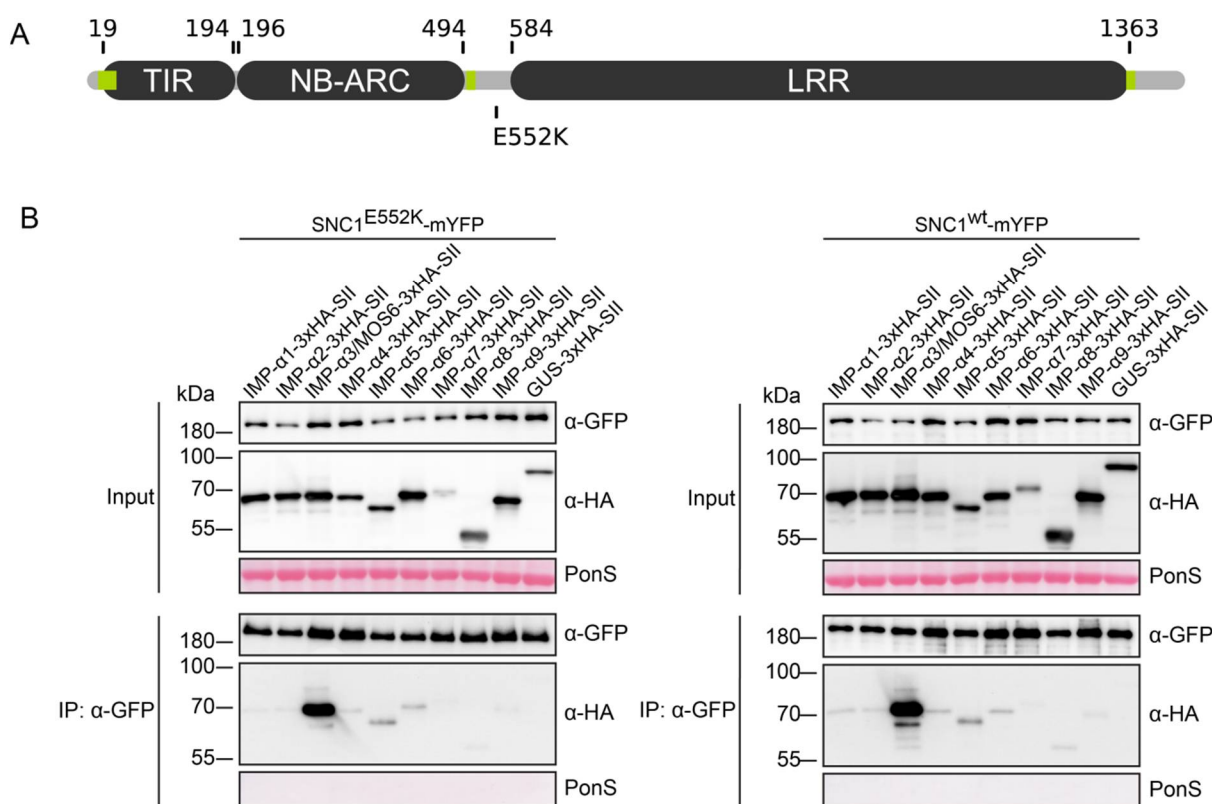 A
19 194 196 494 584 1363
TIR NB-ARC LRR
E552K
B
SNC1E552K-mYFP
IMP-α1-3xHA-SII
IMP-α2-3xHA-SII
IMP-α3/MOS6-3xHA-SII
IMP-α4-3xHA-SII
IMP-α5-3xHA-SII
IMP-α6-3xHA-SII
IMP-α7-3xHA-SII
IMP-α8-3xHA-SII
IMP-α9-3xHA-SII
GUS-3xHA-SII
kDa
180
α-GFP
100
70
55
Input
α-HA
PonS
180
α-GFP
100
70
55
IP: α-GFP
α-HA
PonS
SNC1wt-mYFP
IMP-α1-3xHA-SII
IMP-α2-3xHA-SII
IMP-α3/MOS6-3xHA-SII
IMP-α4-3xHA-SII
IMP-α5-3xHA-SII
IMP-α6-3xHA-SII
IMP-α7-3xHA-SII
IMP-α8-3xHA-SII
IMP-α9-3xHA-SII
GUS-3xHA-SII
kDa
180
α-GFP
100
70
55
Input
α-HA
PonS
180
α-GFP
100
70
55
IP: α-GFP
α-HA
PonS